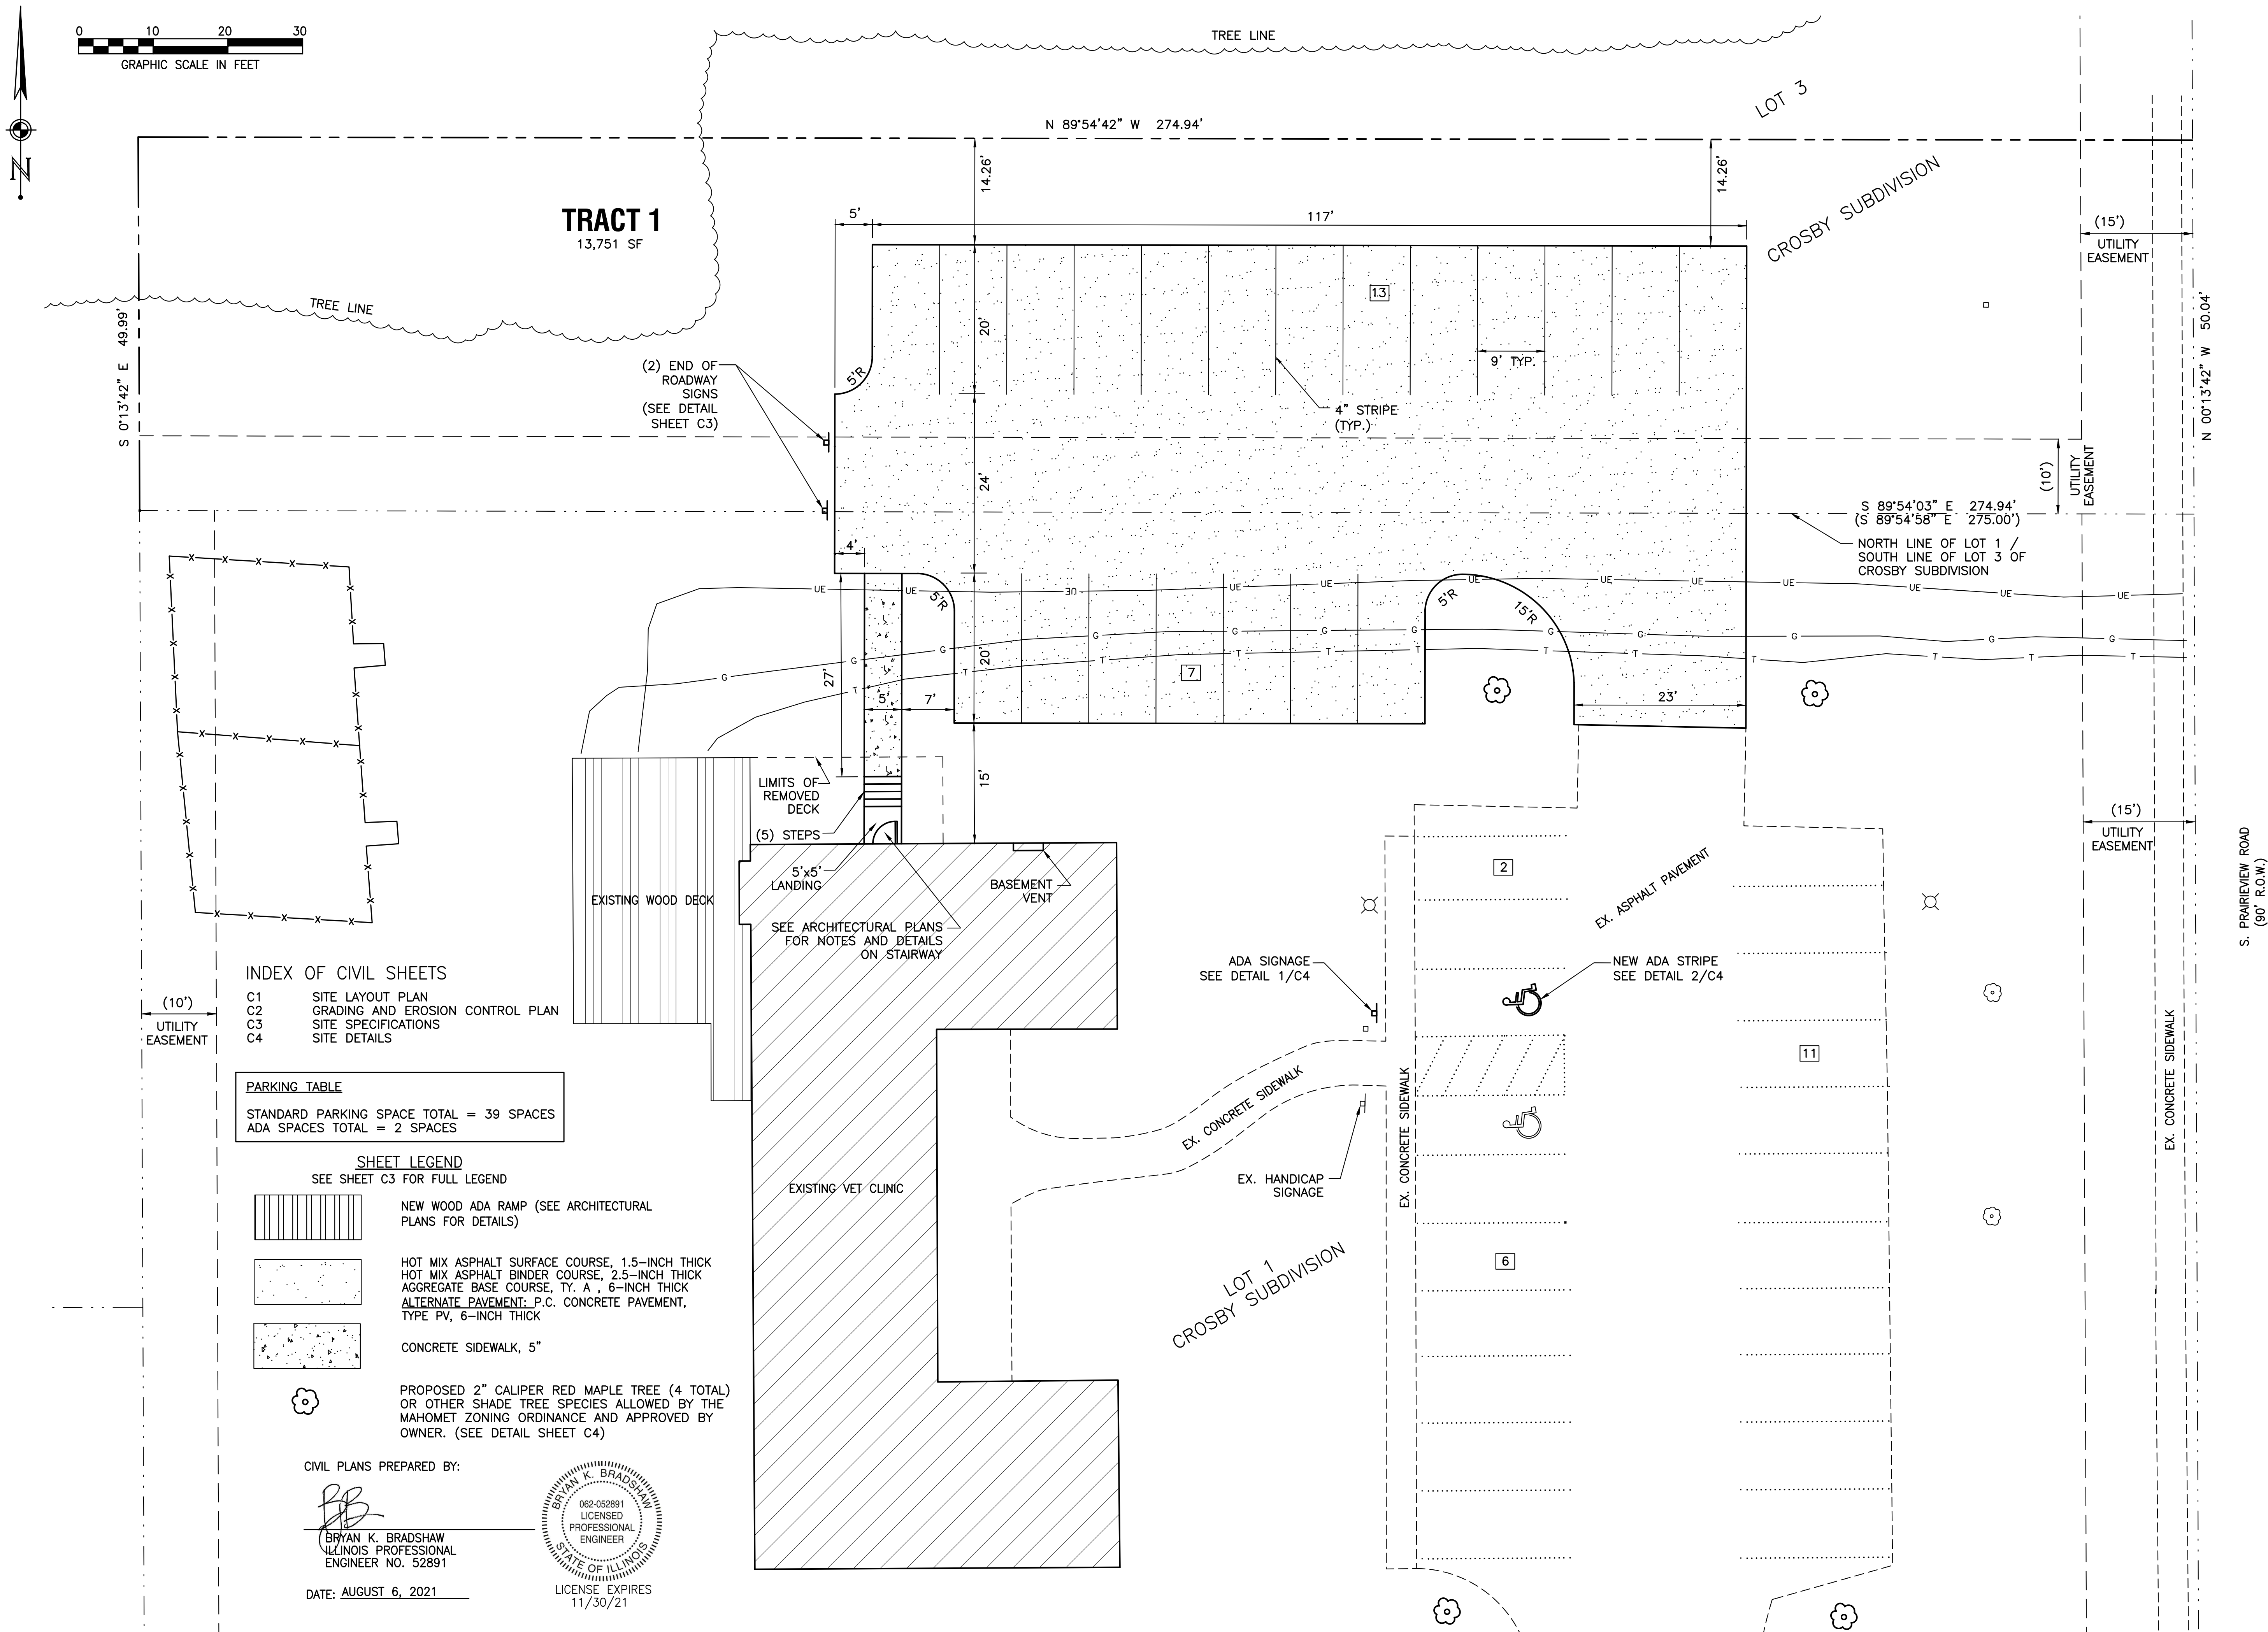 0 10 20 30
GRAPHIC SCALE IN FEET
N
TREE LINE
LOT 3
CROSBY SUBDIVISION
N 89°54'42" W 274.94'
TRACT 1
13,751 SF
TREE LINE
S 0°13'42" E 49.99'
14.26'
14.26'
5'
117'
(15')
UTILITY
EASEMENT
N 00°13'42" W 50.04'
13
20'
9' TYP.
5'R
4" STRIPE
(TYP.)
(2) END OF
ROADWAY
SIGNS
(SEE DETAIL
SHEET C3)
24'
(10')
UTILITY
EASEMENT
S 89°54'03" E 274.94'
(S 89°54'58" E 275.00')
NORTH LINE OF LOT 1 /
SOUTH LINE OF LOT 3 OF
CROSBY SUBDIVISION
4'
UE UE UE UE UE UE UE UE UE UE UE UE
5'R
5'R
15'R
G G G G G G G G G G G
T T T T T T T T T T T T
27'
20'
7
5'
7'
23'
15'
LIMITS OF
REMOVED
DECK
(5) STEPS
5'x5'
LANDING
BASEMENT
VENT
EXISTING WOOD DECK
SEE ARCHITECTURAL PLANS
FOR NOTES AND DETAILS
ON STAIRWAY
X X X X X X X X X X X X X X X X X X X X X X X X X X X X X X
2
EX. ASPHALT PAVEMENT
(15')
UTILITY
EASEMENT
S. PRAIRIEVIEW ROAD
(90' R.O.W.)
ADA SIGNAGE
SEE DETAIL 1/C4
NEW ADA STRIPE
SEE DETAIL 2/C4
11
EX. CONCRETE SIDEWALK
EX. CONCRETE SIDEWALK
EX. CONCRETE SIDEWALK
EX. HANDICAP
SIGNAGE
6
LOT 1
CROSBY SUBDIVISION
EXISTING VET CLINIC
(10')
UTILITY
EASEMENT
INDEX OF CIVIL SHEETS
C1 SITE LAYOUT PLAN
C2 GRADING AND EROSION CONTROL PLAN
C3 SITE SPECIFICATIONS
C4 SITE DETAILS
PARKING TABLE
STANDARD PARKING SPACE TOTAL = 39 SPACES
ADA SPACES TOTAL = 2 SPACES
SHEET LEGEND
SEE SHEET C3 FOR FULL LEGEND
NEW WOOD ADA RAMP (SEE ARCHITECTURAL
PLANS FOR DETAILS)
HOT MIX ASPHALT SURFACE COURSE, 1.5-INCH THICK
HOT MIX ASPHALT BINDER COURSE, 2.5-INCH THICK
AGGREGATE BASE COURSE, TY. A , 6-INCH THICK
ALTERNATE PAVEMENT: P.C. CONCRETE PAVEMENT,
TYPE PV, 6-INCH THICK
CONCRETE SIDEWALK, 5"
PROPOSED 2" CALIPER RED MAPLE TREE (4 TOTAL)
OR OTHER SHADE TREE SPECIES ALLOWED BY THE
MAHOMET ZONING ORDINANCE AND APPROVED BY
OWNER. (SEE DETAIL SHEET C4)
CIVIL PLANS PREPARED BY:
BRYAN K. BRADSHAW
ILLINOIS PROFESSIONAL
ENGINEER NO. 52891
DATE: AUGUST 6, 2021
BRYAN K. BRADSHAW
062-052891
LICENSED
PROFESSIONAL
ENGINEER
STATE OF ILLINOIS
LICENSE EXPIRES
11/30/21